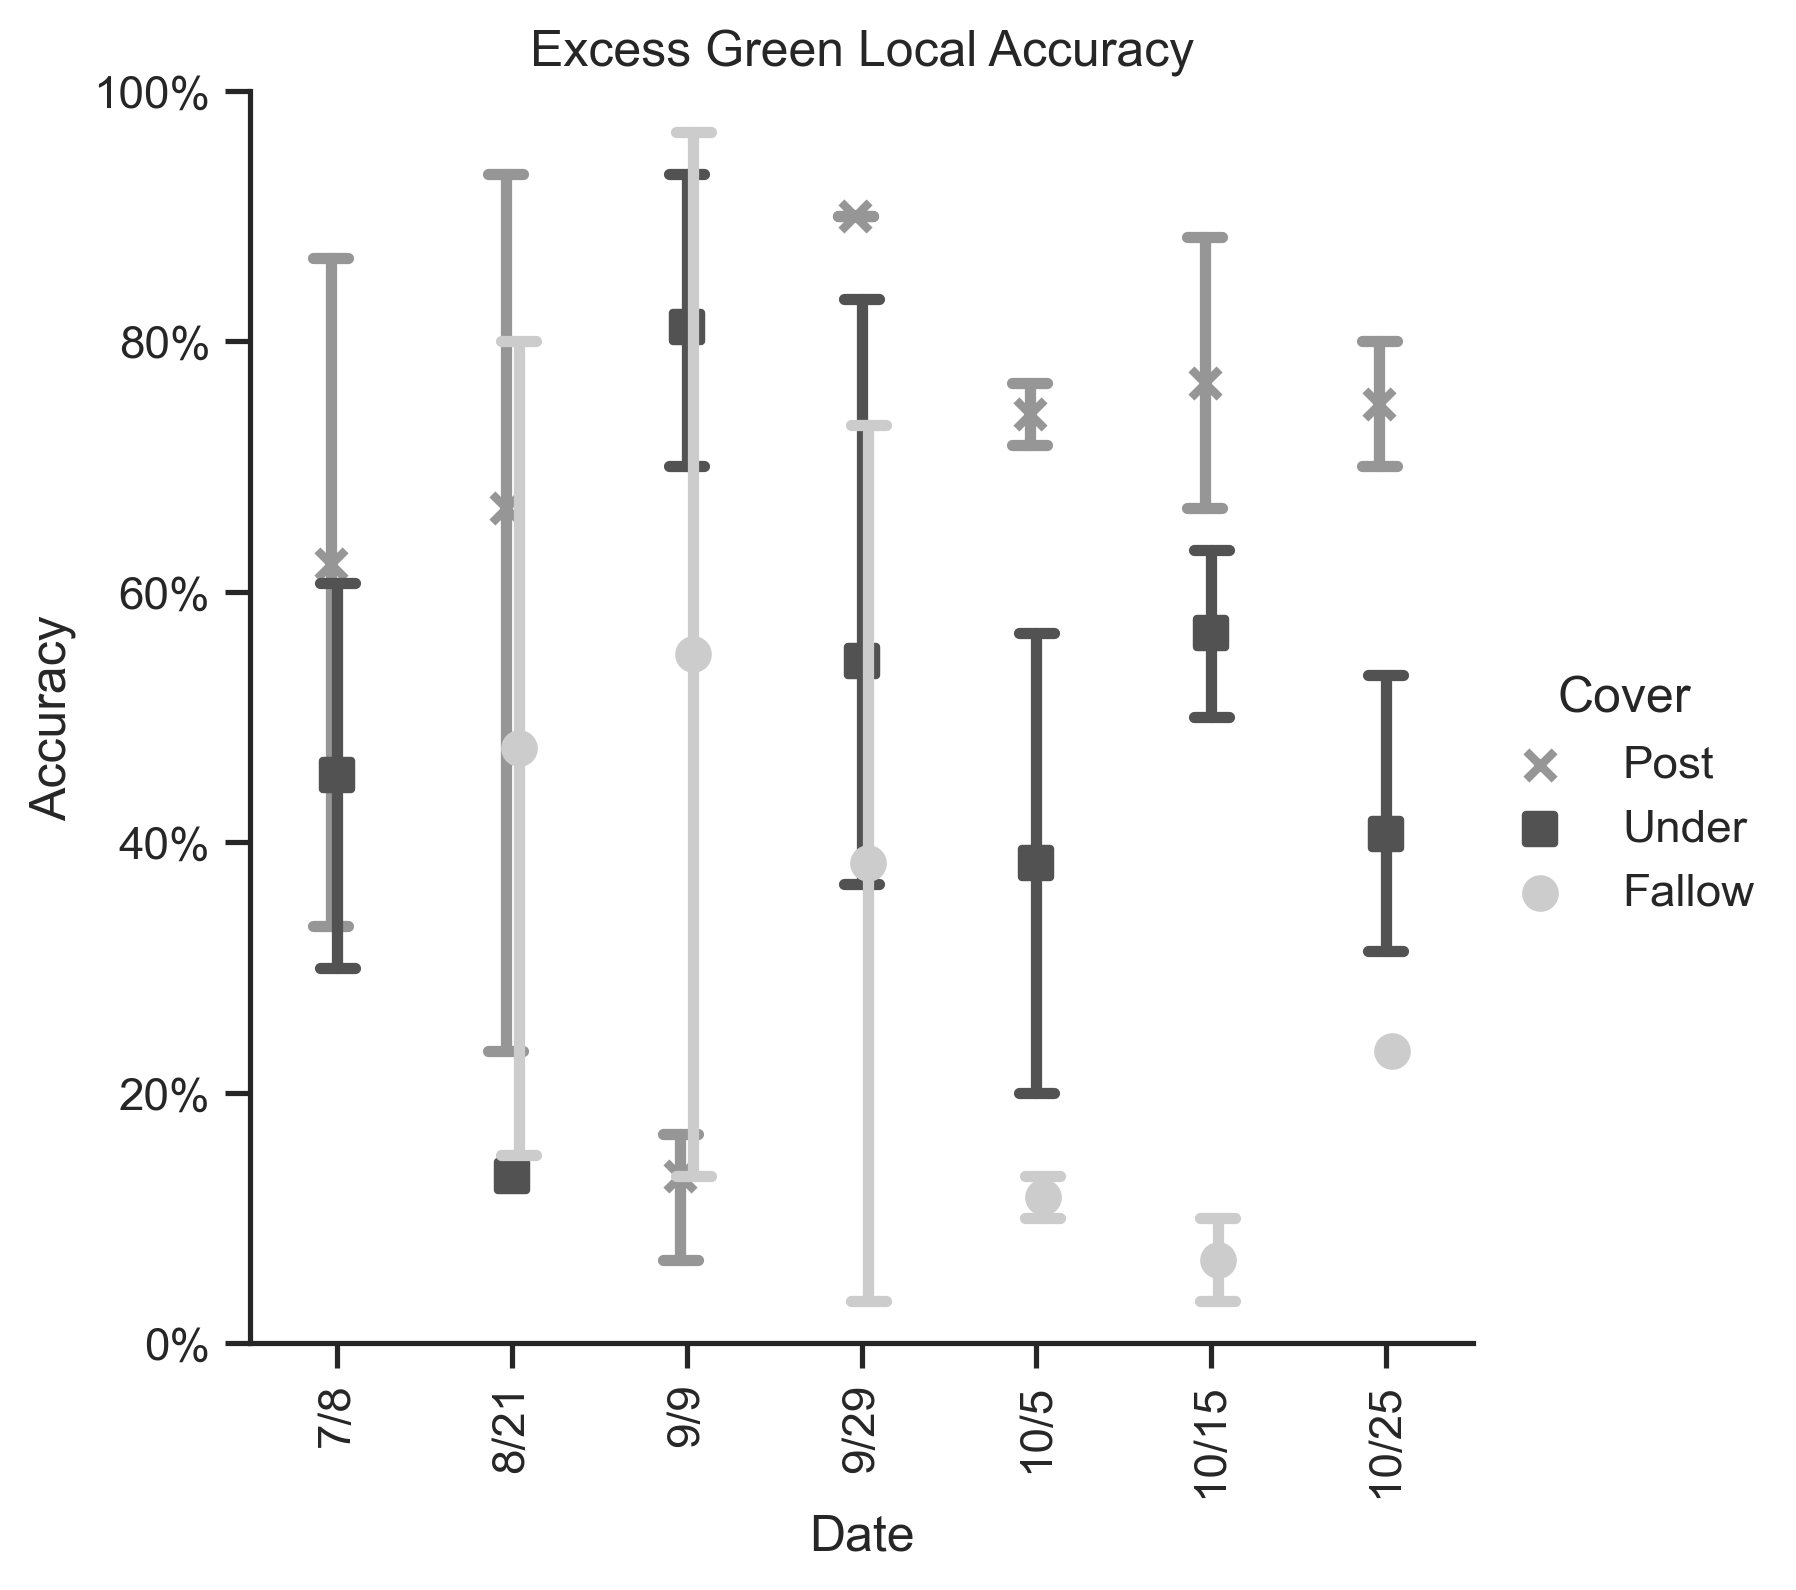 Excess Green Local Accuracy
100%
80%
60%
40%
20%
0%
Accuracy
7/8
8/21
9/9
9/29
10/5
10/15
10/25
Date
Cover
Post
Under
Fallow